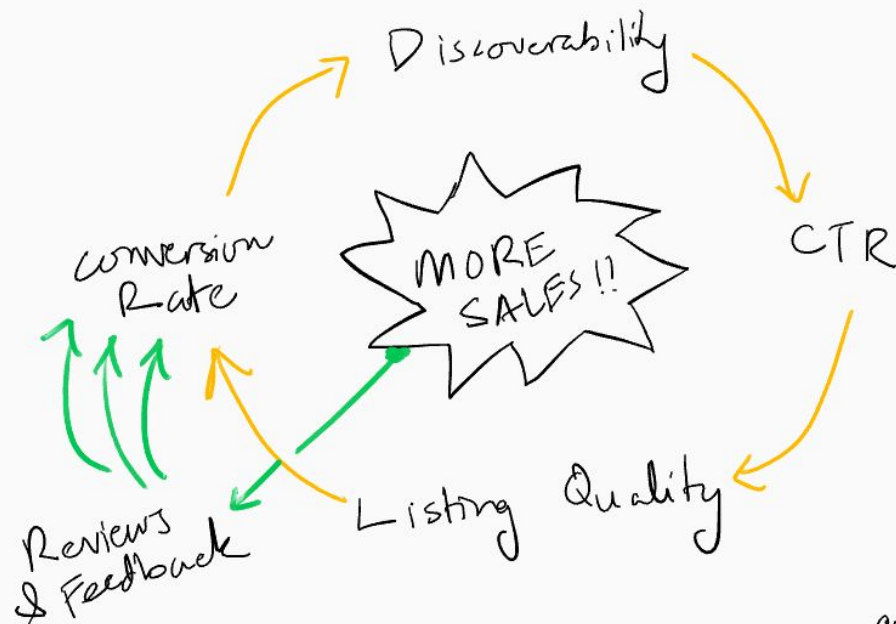 Discoverability
CTR
MORE
SALES!!
Conversion
Rate
Listing Quality
Reviews
& Feedback